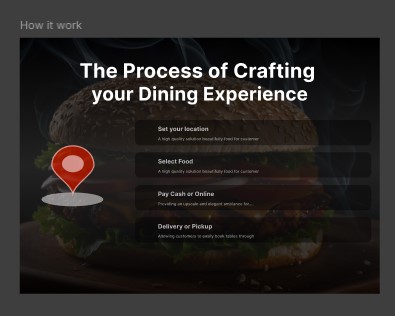 How it work
The Process of Crafting
your Dining Experience
Set your location
A high quality solution beautifully food for customer
Select Food
A high quality solution beautifully food for customer
Pay Cash or Online
Providing an upscale and elegant ambiance for...
Delivery or Pickup
Allowing customers to easily book tables through